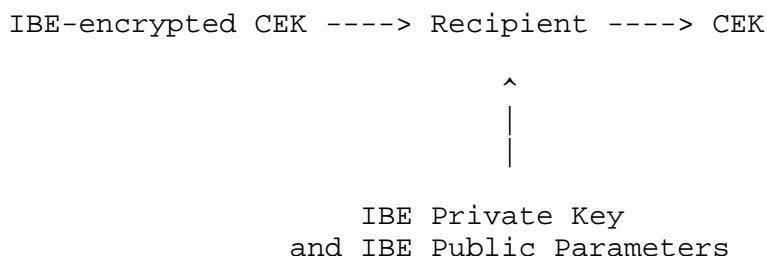 IBE-encrypted CEK ----> Recipient ----> CEK
^
|
|
IBE Private Key
and IBE Public Parameters